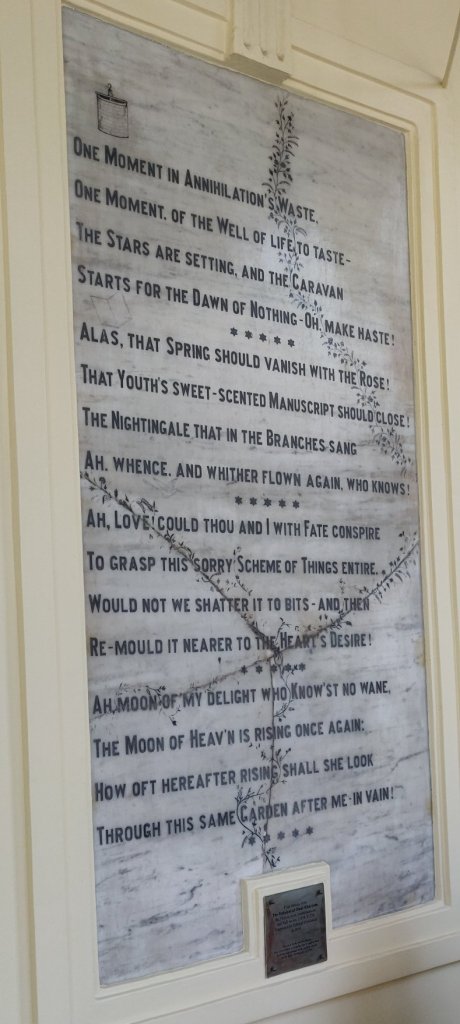 ONE MOMENT IN ANNIHILATION'S WASTE,
ONE MOMENT, OF THE WELL OF LIFE TO TASTE-
THE STARS ARE SETTING, AND THE CARAVAN
STARTS FOR THE DAWN OF NOTHING-OH, MAKE HASTE!
*****
ALAS, THAT SPRING SHOULD VANISH WITH THE ROSE!
THAT YOUTH'S SWEET-SCENTED MANUSCRIPT SHOULD CLOSE!
THE NIGHTINGALE THAT IN THE BRANCHES SANG
AH, WHENCE, AND WHITHER FLOWN AGAIN, WHO KNOWS!
*****
AH, LOVE! COULD THOU AND I WITH FATE CONSPIRE
TO GRASP THIS SORRY SCHEME OF THINGS ENTIRE,
WOULD NOT WE SHATTER IT TO BITS-AND THEN
RE-MOULD IT NEARER TO THE HEART'S DESIRE!
*****
AH, MOON OF MY DELIGHT WHO KNOW'ST NO WANE,
THE MOON OF HEAV'N IS RISING ONCE AGAIN:
HOW OFT HEREAFTER RISING SHALL SHE LOOK
THROUGH THIS SAME GARDEN AFTER ME-IN VAIN!
*****